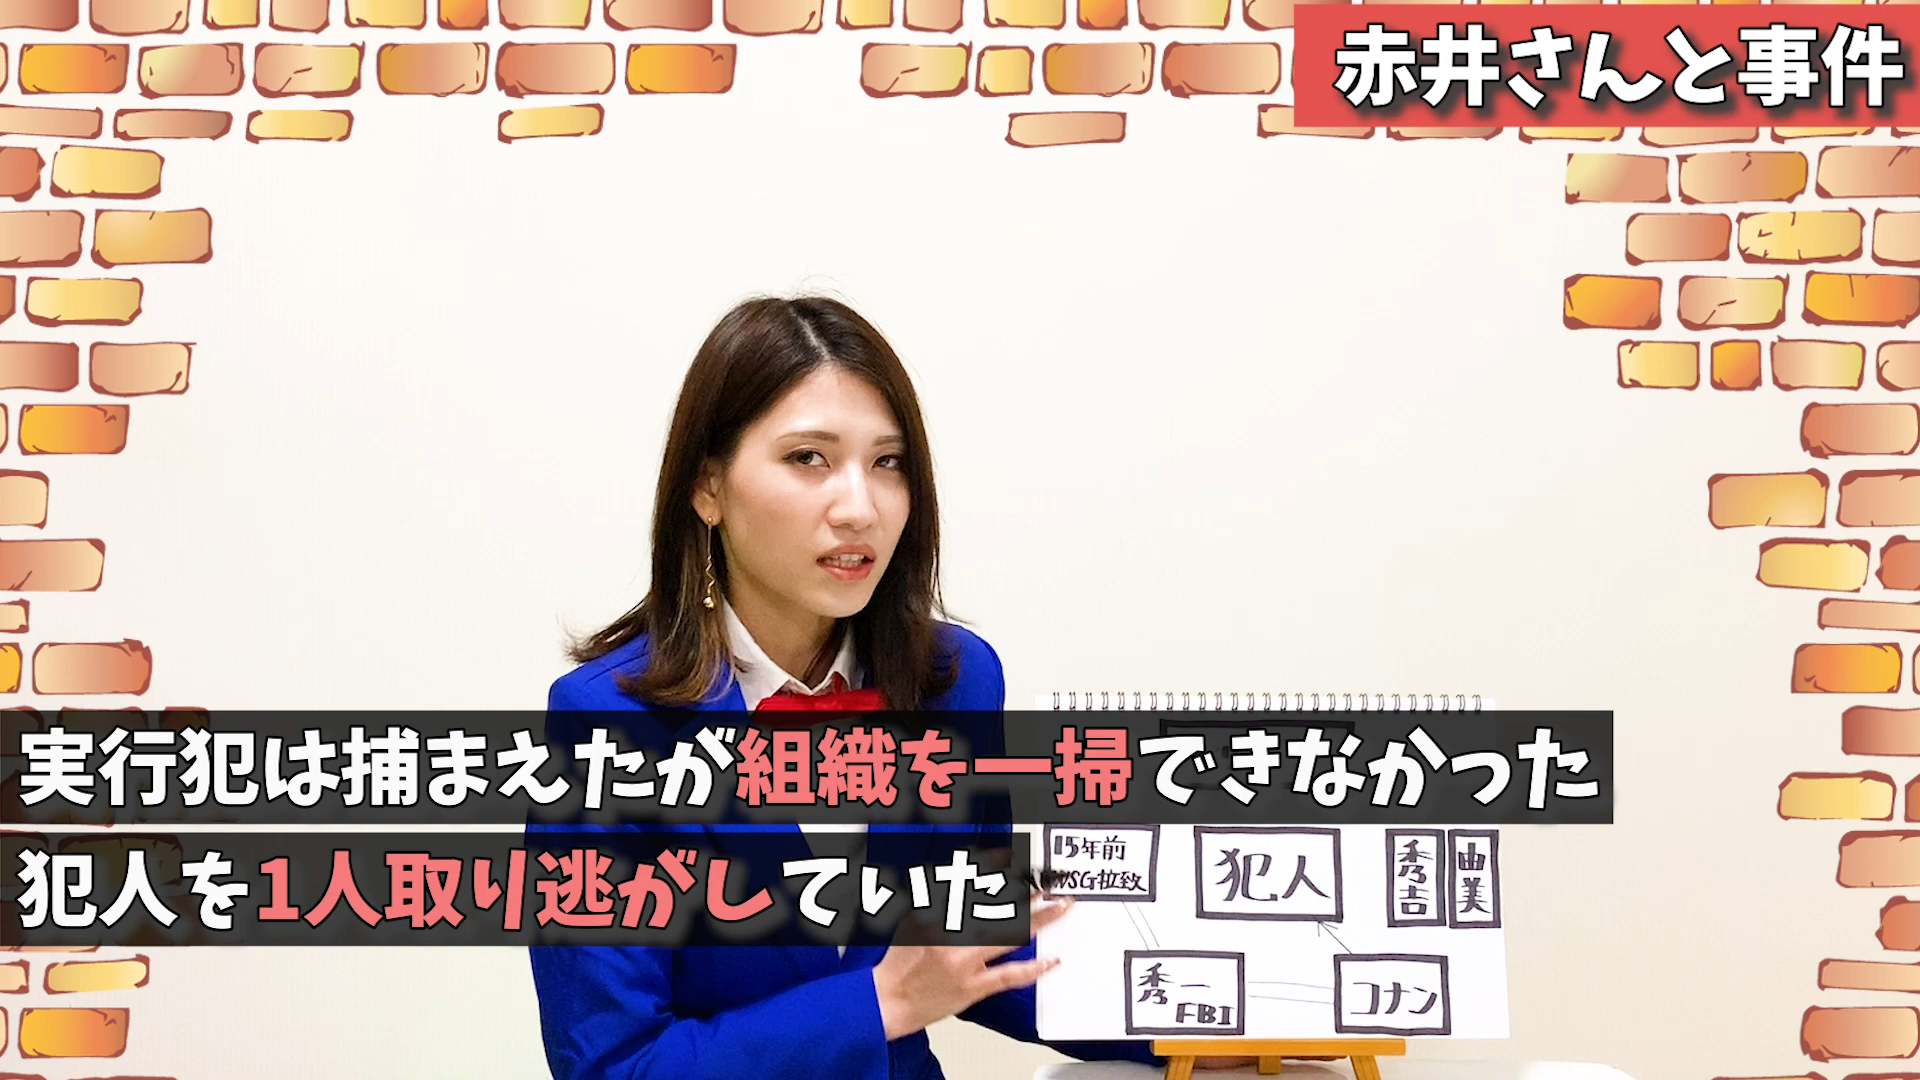 赤井さんと事件
実行犯は捕まえたが組織を一掃できなかった
犯人を1人取り逃がしていた
15年前
WSG拉致
犯人
秀吉
由美
秀一
FBI
コナン